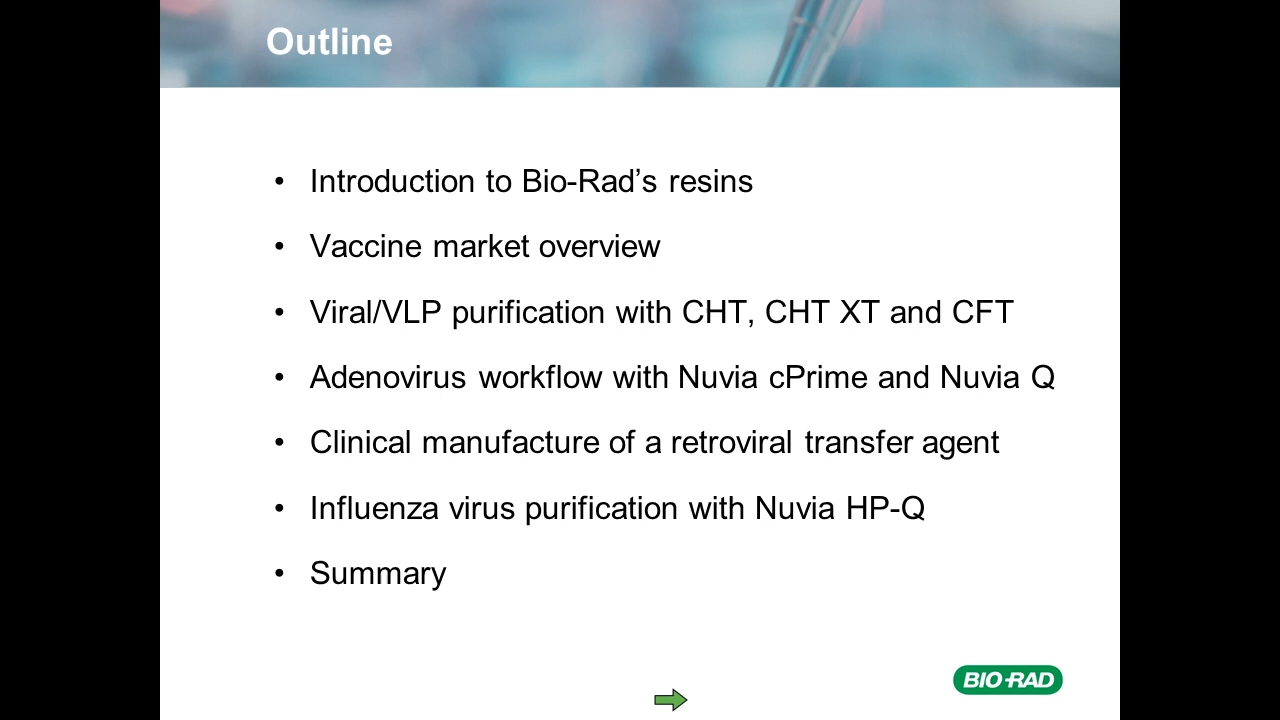 Outline
• Introduction to Bio-Rad’s resins
• Vaccine market overview
• Viral/VLP purification with CHT, CHT XT and CFT
• Adenovirus workflow with Nuvia cPrime and Nuvia Q
• Clinical manufacture of a retroviral transfer agent
• Influenza virus purification with Nuvia HP-Q
• Summary
BIO-RAD